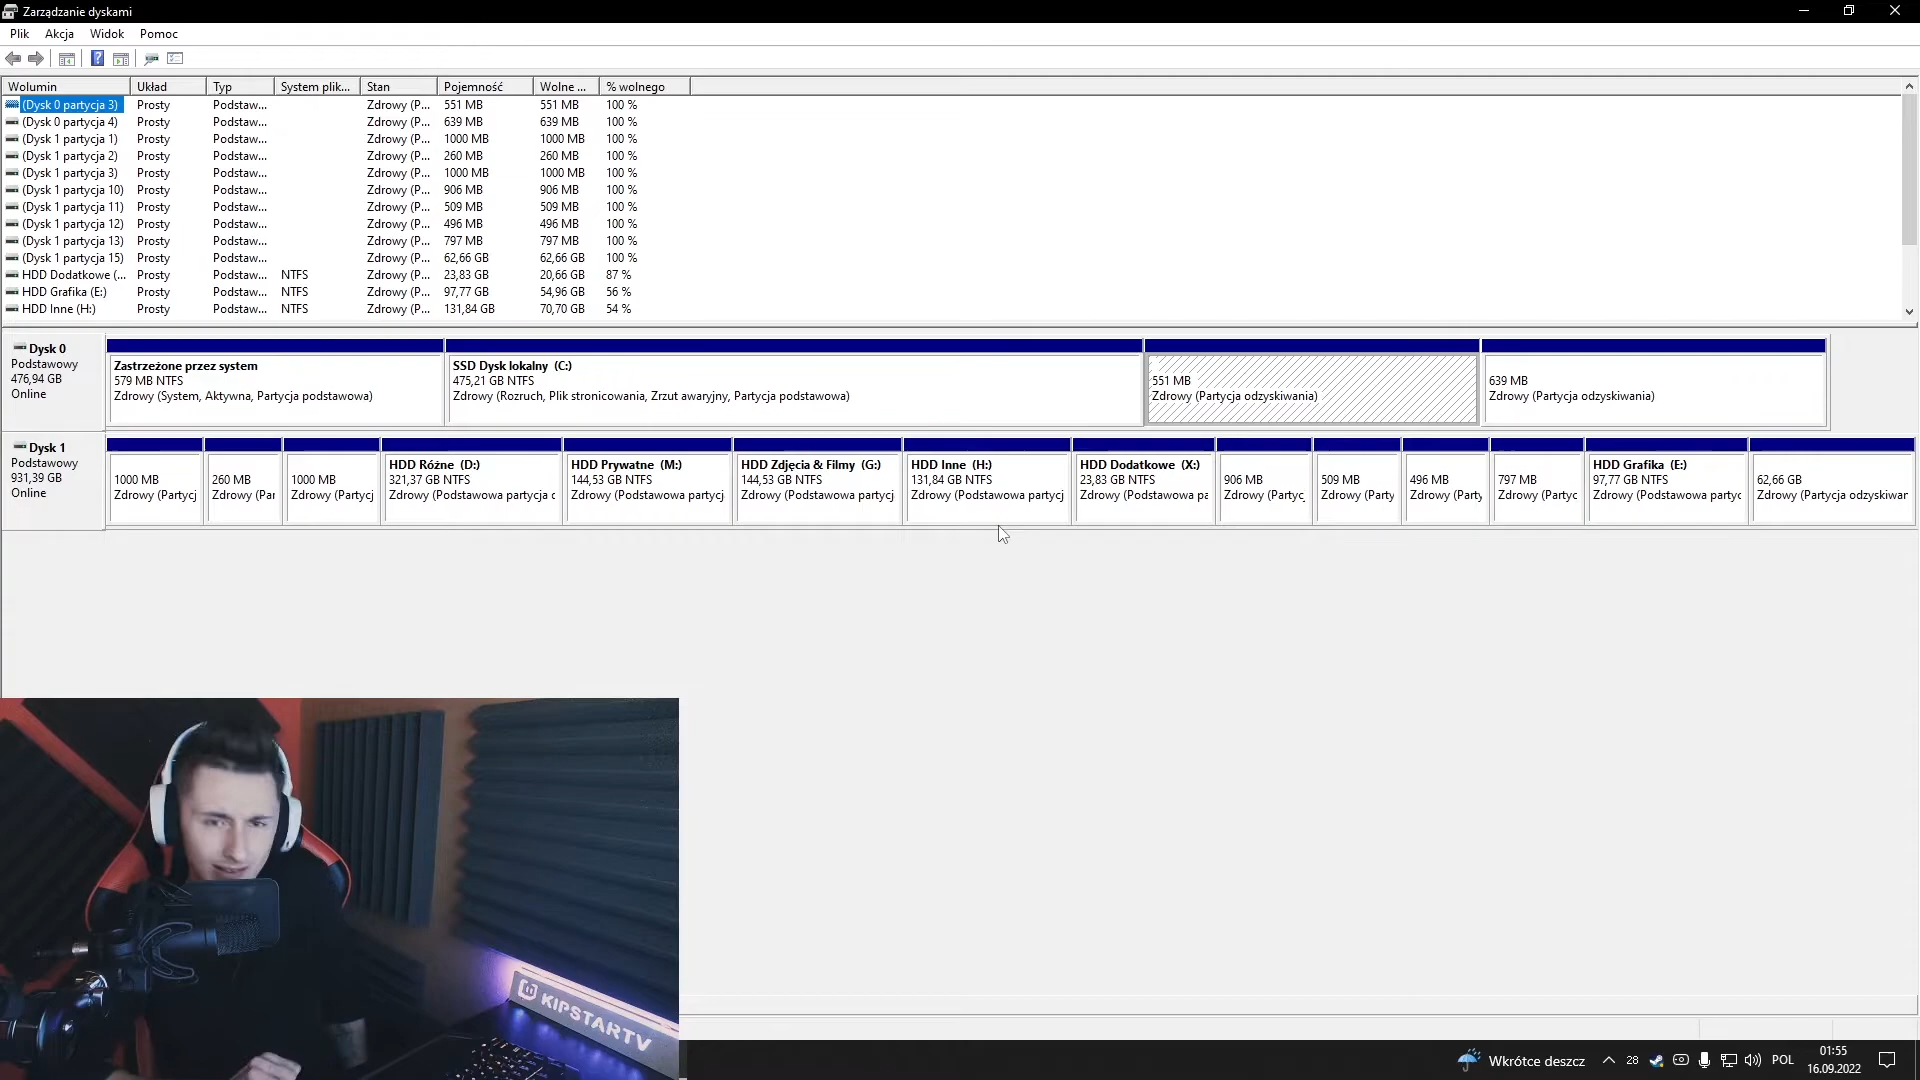 Zarządzanie dyskami
Plik Akcja Widok Pomoc
Wolumin Układ Typ System plik... Stan Pojemność Wolne ... % wolnego
(Dysk 0 partycja 3) Prosty Podstaw... Zdrowy (P... 551 MB 551 MB 100 %
(Dysk 0 partycja 4) Prosty Podstaw... Zdrowy (P... 639 MB 639 MB 100 %
(Dysk 1 partycja 1) Prosty Podstaw... Zdrowy (P... 1000 MB 1000 MB 100 %
(Dysk 1 partycja 2) Prosty Podstaw... Zdrowy (P... 260 MB 260 MB 100 %
(Dysk 1 partycja 3) Prosty Podstaw... Zdrowy (P... 1000 MB 1000 MB 100 %
(Dysk 1 partycja 10) Prosty Podstaw... Zdrowy (P... 906 MB 906 MB 100 %
(Dysk 1 partycja 11) Prosty Podstaw... Zdrowy (P... 509 MB 509 MB 100 %
(Dysk 1 partycja 12) Prosty Podstaw... Zdrowy (P... 496 MB 496 MB 100 %
(Dysk 1 partycja 13) Prosty Podstaw... Zdrowy (P... 797 MB 797 MB 100 %
(Dysk 1 partycja 15) Prosty Podstaw... Zdrowy (P... 62,66 GB 62,66 GB 100 %
HDD Dodatkowe (... Prosty Podstaw... NTFS Zdrowy (P... 23,83 GB 20,66 GB 87 %
HDD Grafika (E:) Prosty Podstaw... NTFS Zdrowy (P... 97,77 GB 54,96 GB 56 %
HDD Inne (H:) Prosty Podstaw... NTFS Zdrowy (P... 131,84 GB 70,70 GB 54 %
Dysk 0
Podstawowy
476,94 GB
Online
Zastrzeżone przez system
579 MB NTFS
Zdrowy (System, Aktywna, Partycja podstawowa)
SSD Dysk lokalny (C:)
475,21 GB NTFS
Zdrowy (Rozruch, Plik stronicowania, Zrzut awaryjny, Partycja podstawowa)
551 MB
Zdrowy (Partycja odzyskiwania)
639 MB
Zdrowy (Partycja odzyskiwania)
Dysk 1
Podstawowy
931,39 GB
Online
1000 MB
Zdrowy (Partycj
260 MB
Zdrowy (Par
1000 MB
Zdrowy (Partycj
HDD Różne (D:)
321,37 GB NTFS
Zdrowy (Podstawowa partycja c
HDD Prywatne (M:)
144,53 GB NTFS
Zdrowy (Podstawowa partycj
HDD Zdjęcia & Filmy (G:)
144,53 GB NTFS
Zdrowy (Podstawowa partycj
HDD Inne (H:)
131,84 GB NTFS
Zdrowy (Podstawowa partycj
HDD Dodatkowe (X:)
23,83 GB NTFS
Zdrowy (Podstawowa pa
906 MB
Zdrowy (Partyc
509 MB
Zdrowy (Party
496 MB
Zdrowy (Party
797 MB
Zdrowy (Partyc
HDD Grafika (E:)
97,77 GB NTFS
Zdrowy (Podstawowa partyc
62,66 GB
Zdrowy (Partycja odzyskiwar
KIPSTARTV
Wkrótce deszcz 28 POL 01:55
16.09.2022